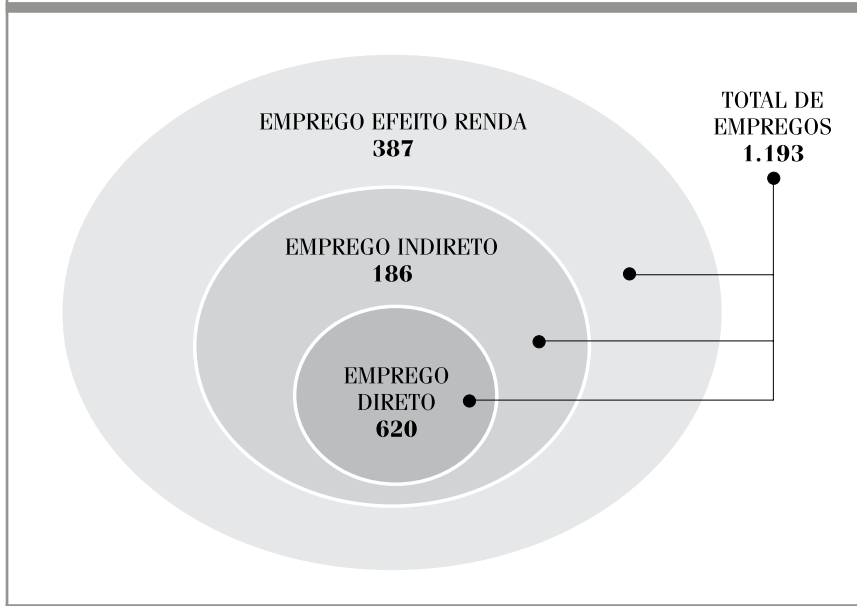 EMPREGO EFEITO RENDA
387
TOTAL DE
EMPREGOS
1.193
EMPREGO INDIRETO
186
EMPREGO
DIRETO
620